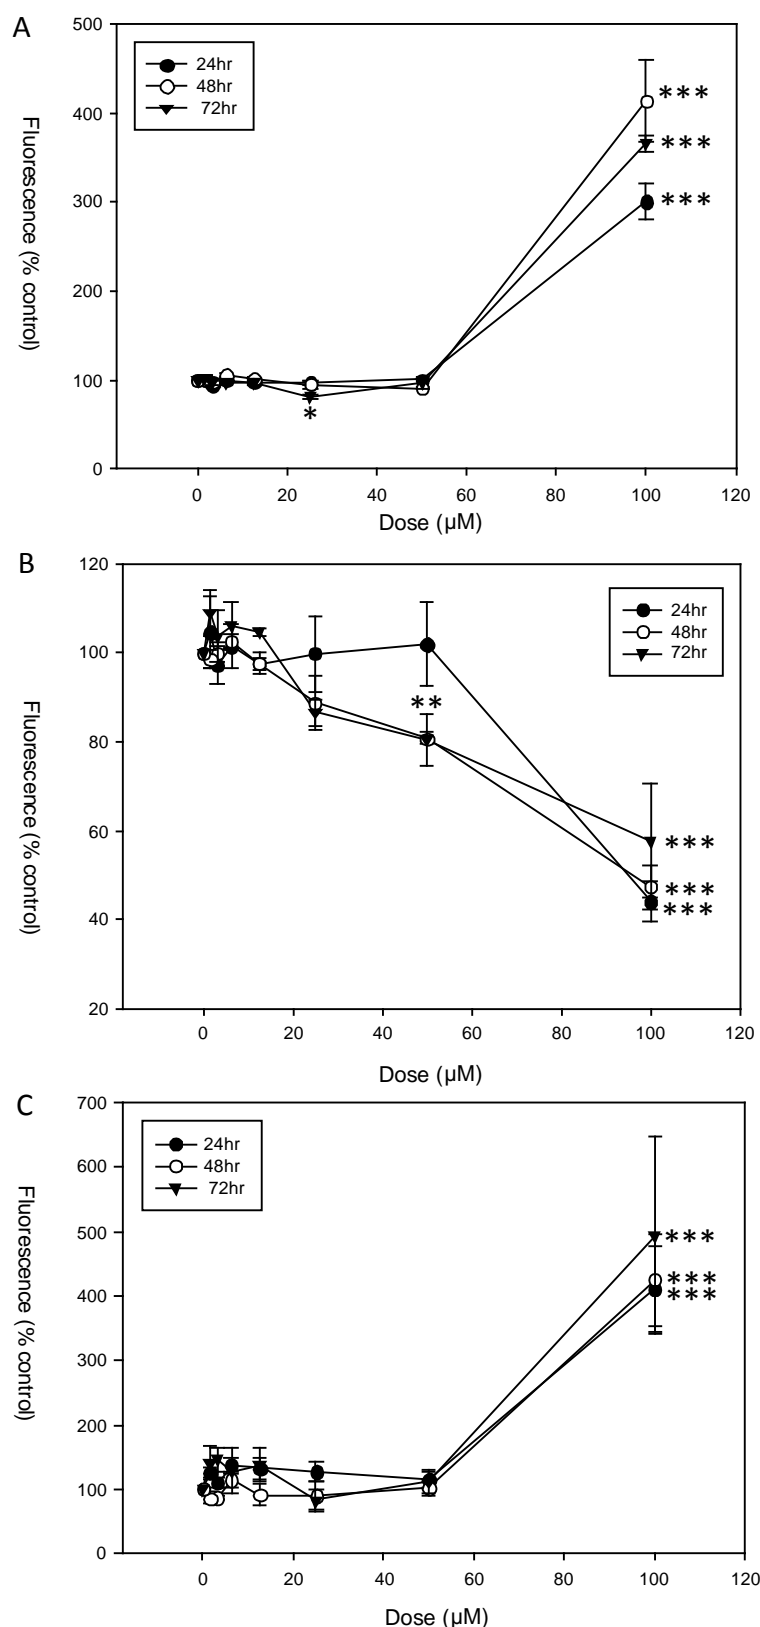 A
500
400
300
200
100
0
Fluorescence (% control)
24hr
48hr
72hr
***
***
***
*
0 20 40 60 80 100 120
Dose (µM)
B
120
100
80
60
40
20
Fluorescence (% control)
24hr
48hr
72hr
**
***
***
***
0 20 40 60 80 100 120
Dose (µM)
C
700
600
500
400
300
200
100
0
Fluorescence (% control)
24hr
48hr
72hr
***
***
***
0 20 40 60 80 100 120
Dose (µM)